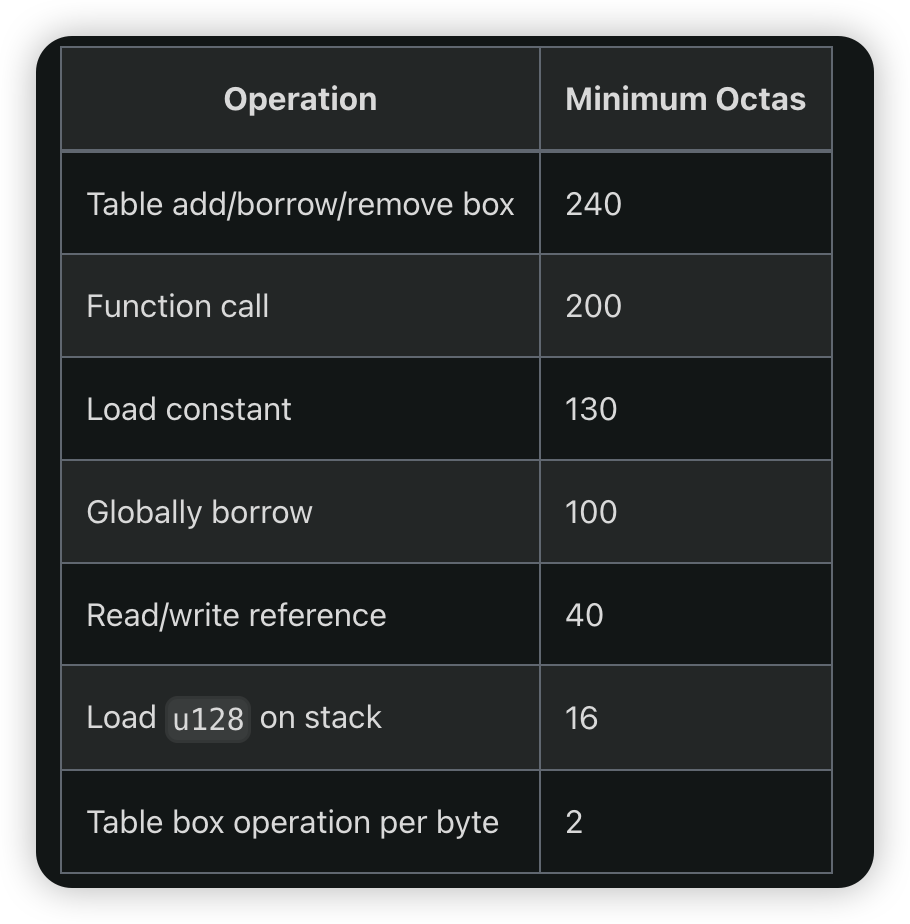 Operation Minimum Octas
Table add/borrow/remove box 240
Function call 200
Load constant 130
Globally borrow 100
Read/write reference 40
Load u128 on stack 16
Table box operation per byte 2